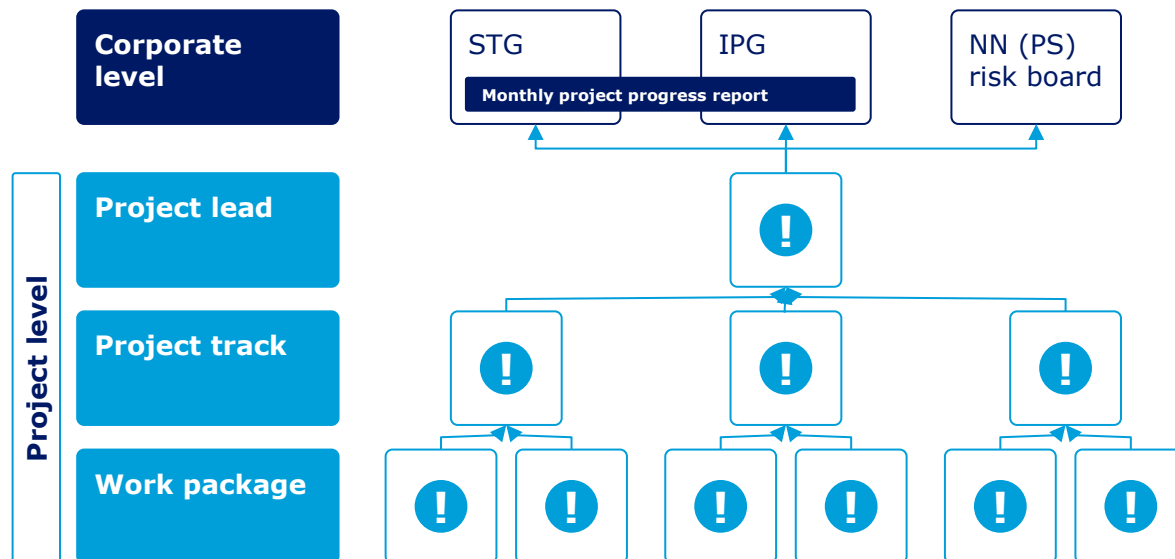 Corporate
level
STG
IPG
NN (PS)
risk board
Monthly project progress report
Project level
Project lead
!
Project track
!
!
!
Work package
!
!
!
!
!
!